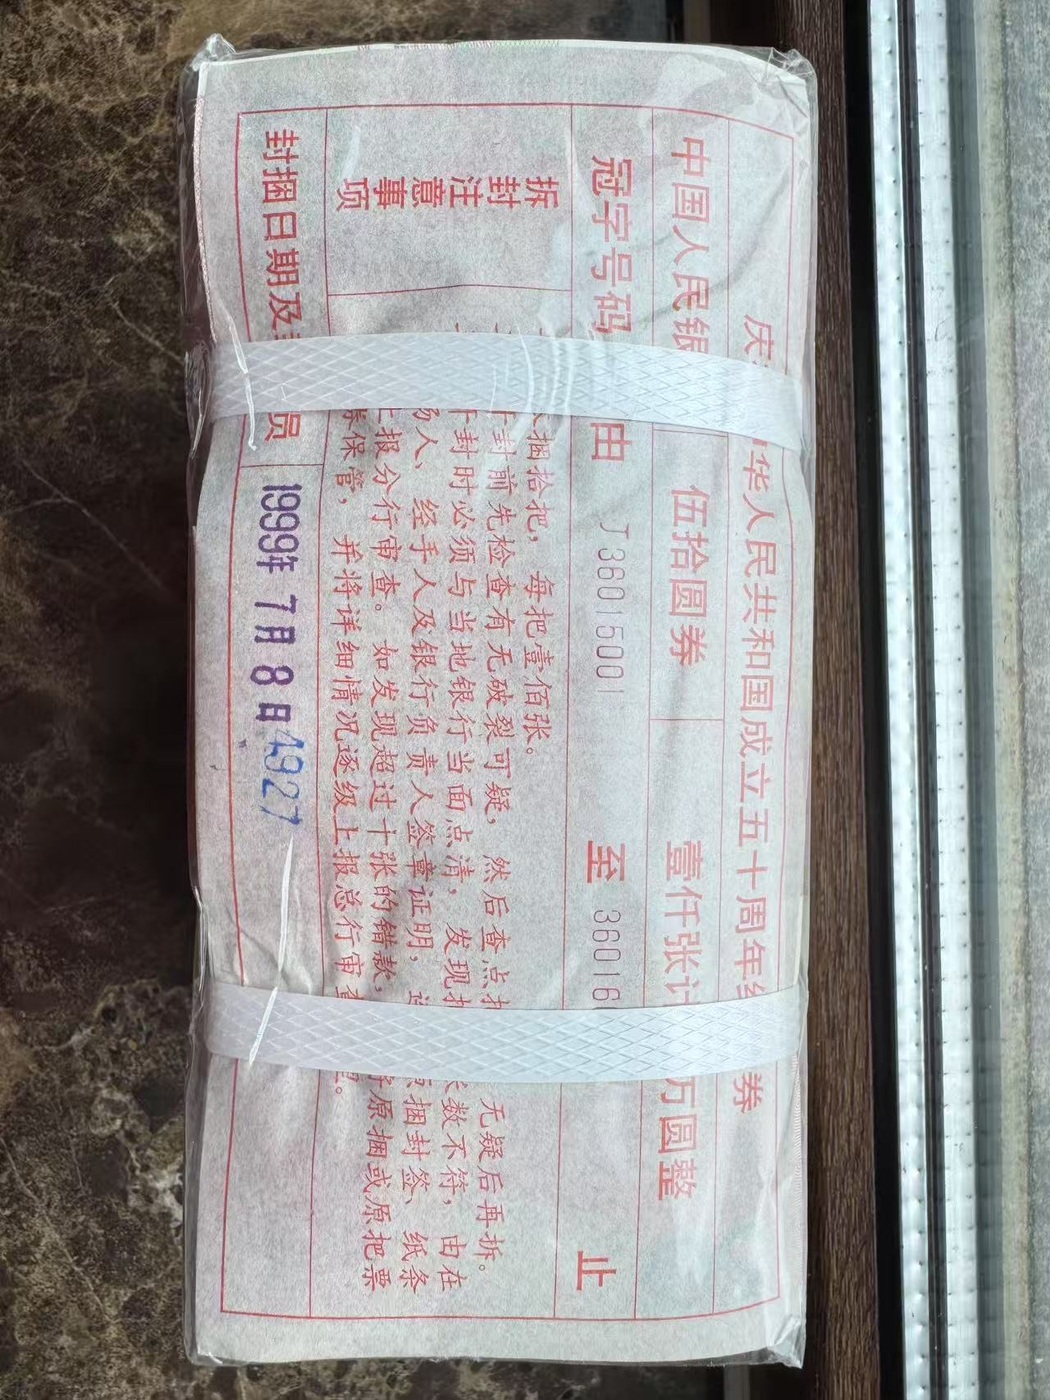 庆 华人民共和国成立五十周年纟 券
中国人民银 伍拾圆券 壹仟张计 万圆整
冠字号码 由 J36015001 至 36016 止
拆封注意事项
捆拾把，每把壹佰张。
封前先检查有无破裂可疑，然后查点 无疑后再拆。
封时必须与当地银行当面点清，发现 数不符，由在
场人、经手人及银行负责人签章证明， 捆封签、纸条
上报分行审查。如发现超过十张的错款， 原捆或原把票
保管，并将详细情况逐级上报总行审 。
封捆日期及 员 1999年 7月 8日 4927